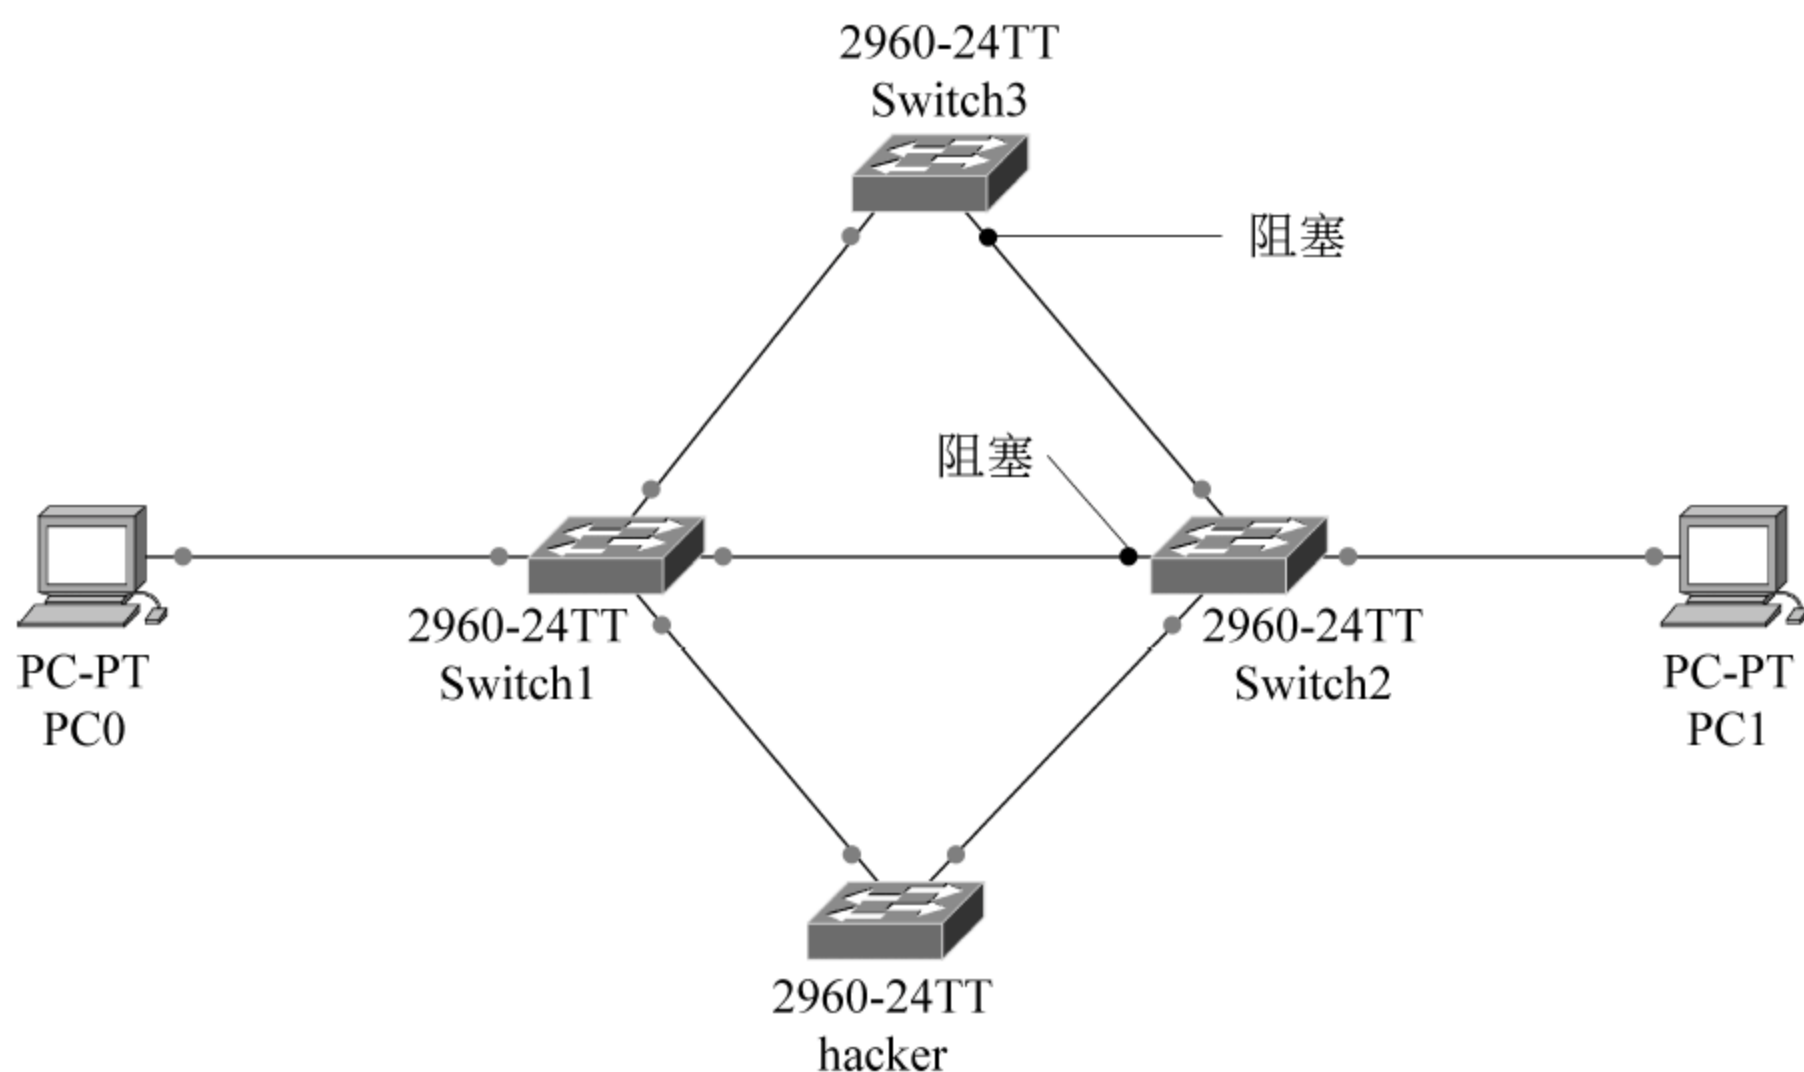 2960-24TT
Switch3
阻塞
阻塞
2960-24TT
Switch1
2960-24TT
Switch2
PC-PT
PC0
PC-PT
PC1
2960-24TT
hacker